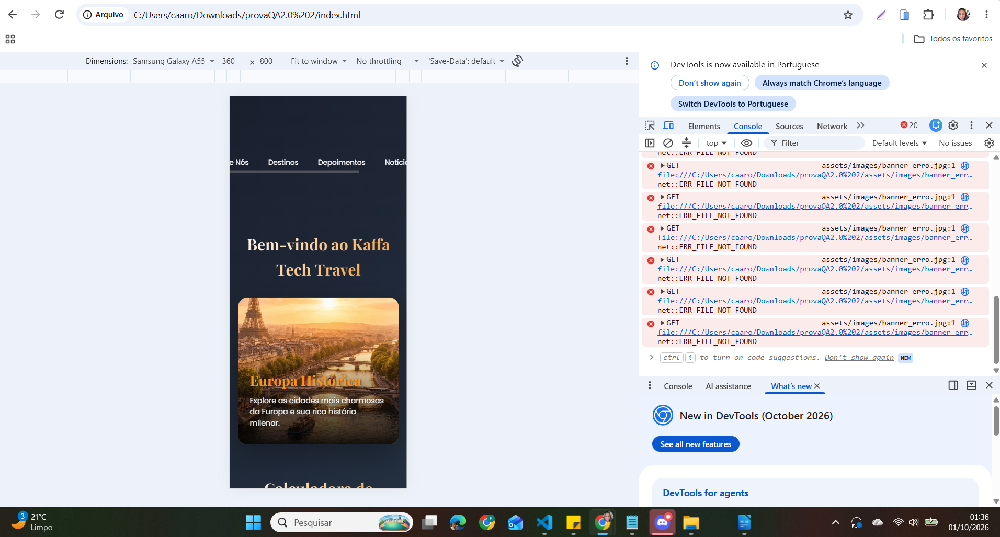 Arquivo
C:/Users/caaro/Downloads/provaQA2.0%202/index.html
Todos os favoritos
Dimensions: Samsung Galaxy A55 360 × 800 Fit to window No throttling 'Save-Data': default
e Nós Destinos Depoimentos Notíci
Bem-vindo ao Kaffa
Tech Travel
Europa Histórica
Explore as cidades mais charmosas
da Europa e sua rica história
milenar.
Calculadora de
DevTools is now available in Portuguese
Don't show again
Always match Chrome's language
Switch DevTools to Portuguese
Elements Console Sources Network 20
top Filter Default levels No issues
net::ERR_FILE_NOT_FOUND
GET assets/images/banner_erro.jpg:1
file:///C:/Users/caaro/Downloads/provaQA2.0%202/assets/images/banner_err…
net::ERR_FILE_NOT_FOUND
GET assets/images/banner_erro.jpg:1
file:///C:/Users/caaro/Downloads/provaQA2.0%202/assets/images/banner_err…
net::ERR_FILE_NOT_FOUND
GET assets/images/banner_erro.jpg:1
file:///C:/Users/caaro/Downloads/provaQA2.0%202/assets/images/banner_err…
net::ERR_FILE_NOT_FOUND
GET assets/images/banner_erro.jpg:1
file:///C:/Users/caaro/Downloads/provaQA2.0%202/assets/images/banner_err…
net::ERR_FILE_NOT_FOUND
GET assets/images/banner_erro.jpg:1
file:///C:/Users/caaro/Downloads/provaQA2.0%202/assets/images/banner_err…
net::ERR_FILE_NOT_FOUND
GET assets/images/banner_erro.jpg:1
file:///C:/Users/caaro/Downloads/provaQA2.0%202/assets/images/banner_err…
net::ERR_FILE_NOT_FOUND
ctrl i to turn on code suggestions. Don't show again NEW
Console AI assistance What's new
New in DevTools (October 2026)
See all new features
DevTools for agents
3
21°C
Limpo
Pesquisar
F
01:36
01/10/2026